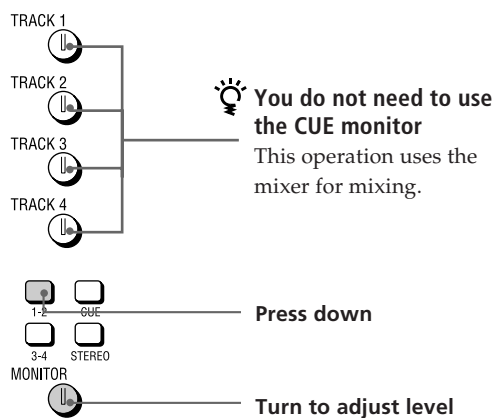 TRACK 1
TRACK 2
TRACK 3
TRACK 4
You do not need to use
the CUE monitor
This operation uses the
mixer for mixing.
1-2 CUE
Press down
3-4 STEREO
MONITOR
Turn to adjust level